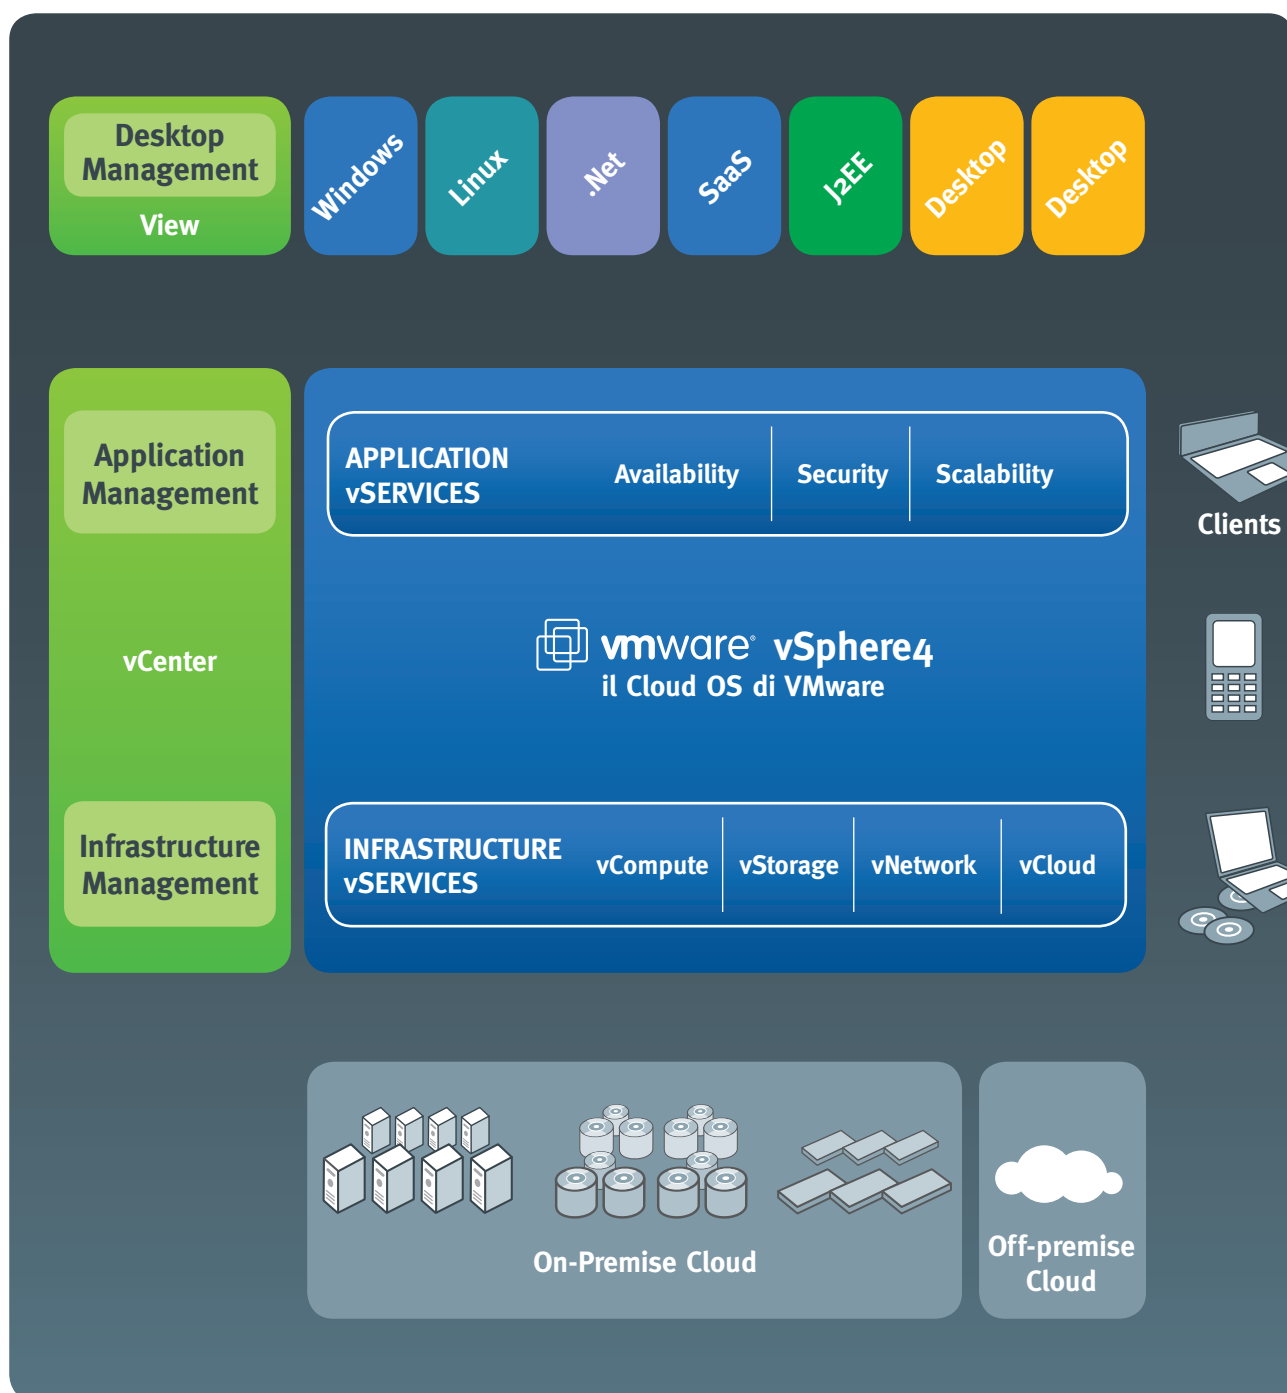 Desktop
Management
View
Windows
Linux
.Net
SaaS
J2EE
Desktop
Desktop
Application
Management
vCenter
Infrastructure
Management
APPLICATION
vSERVICES
Availability
Security
Scalability
vmware® vSphere4
il Cloud OS di VMware
INFRASTRUCTURE
vSERVICES
vCompute
vStorage
vNetwork
vCloud
Clients
On-Premise Cloud
Off-premise
Cloud